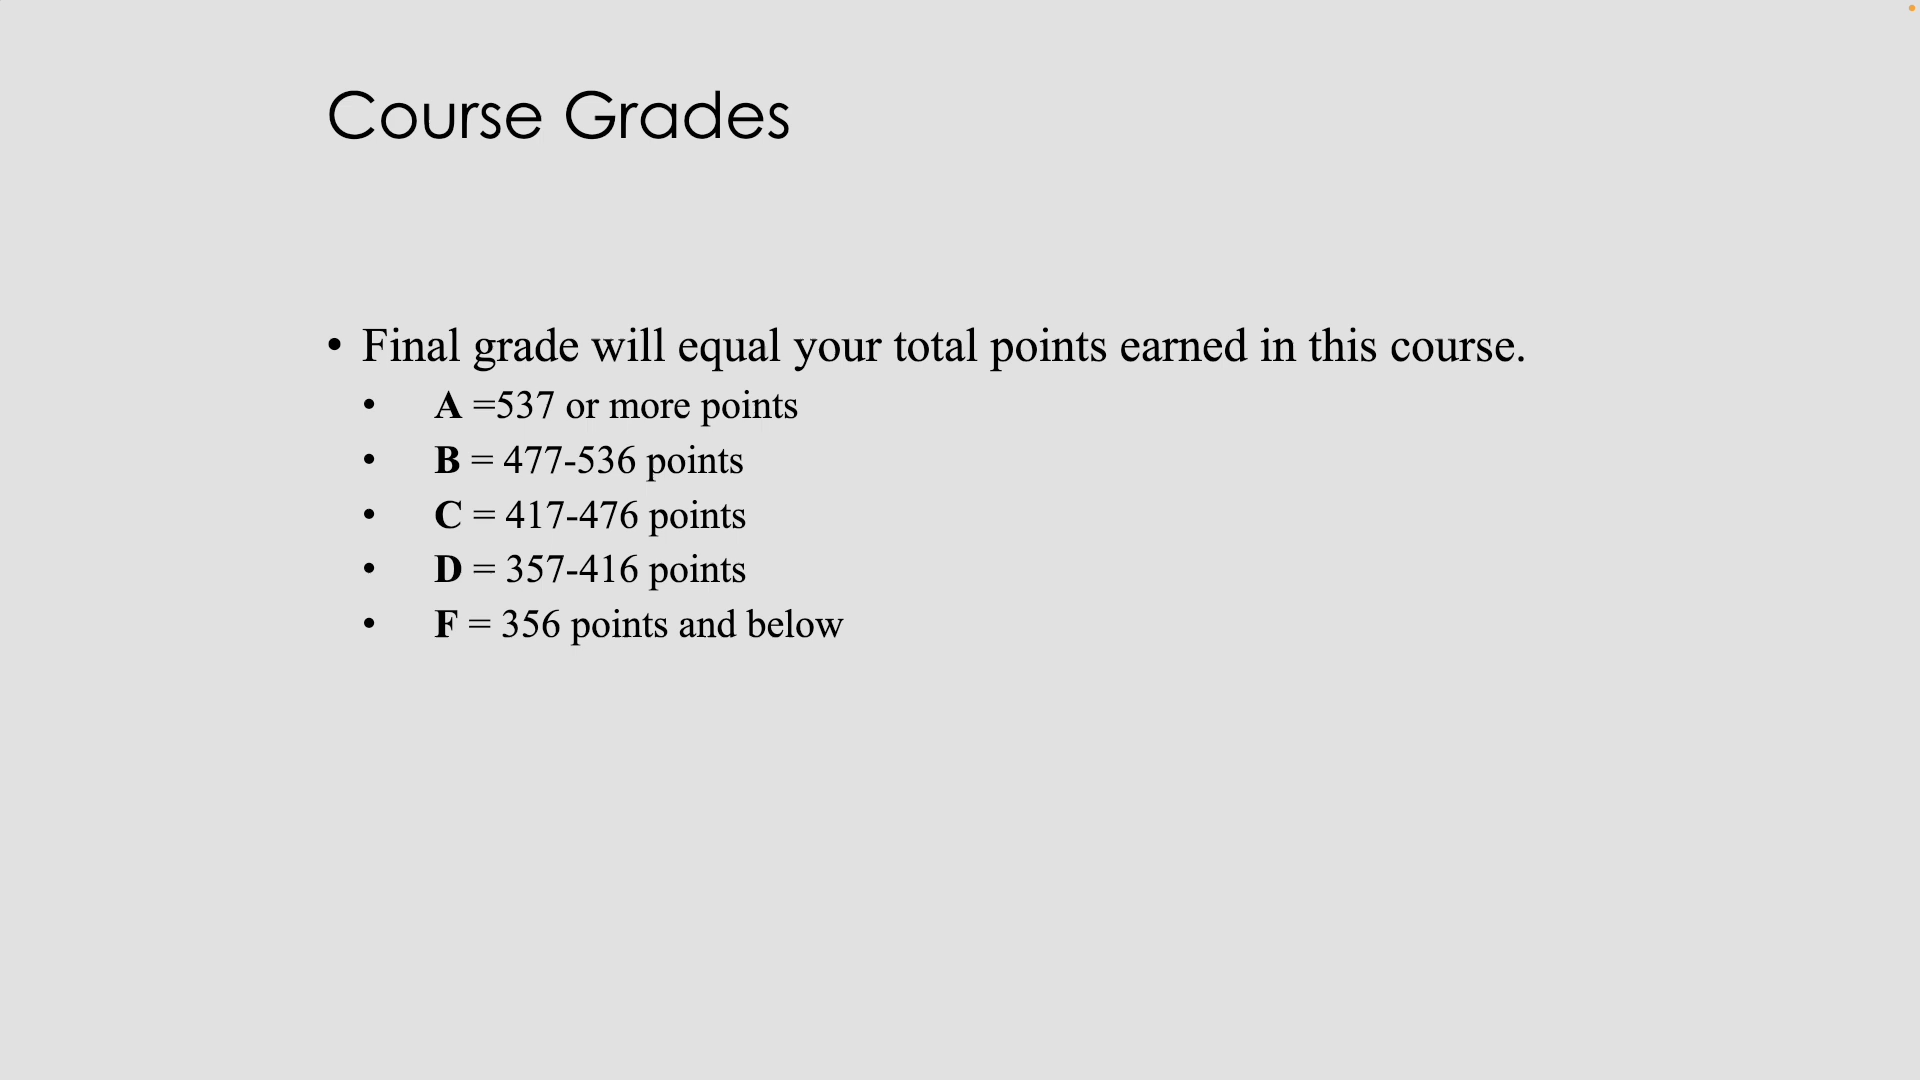 Course Grades
• Final grade will equal your total points earned in this course.
• A =537 or more points
• B = 477-536 points
• C = 417-476 points
• D = 357-416 points
• F = 356 points and below